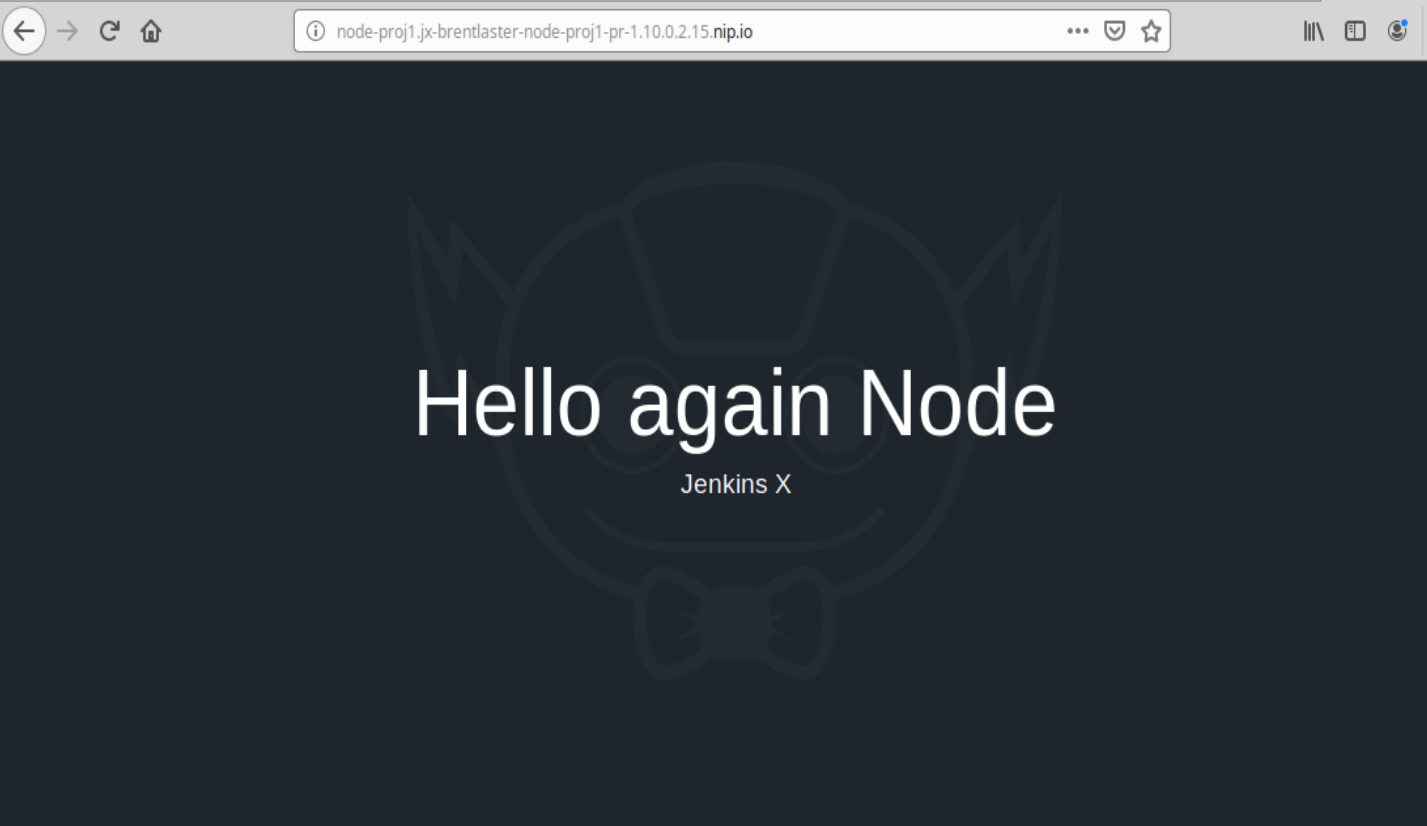 node-proj1.jx-brentlaster-node-proj1-pr-1.10.0.2.15.nip.io
Hello again Node
Jenkins X